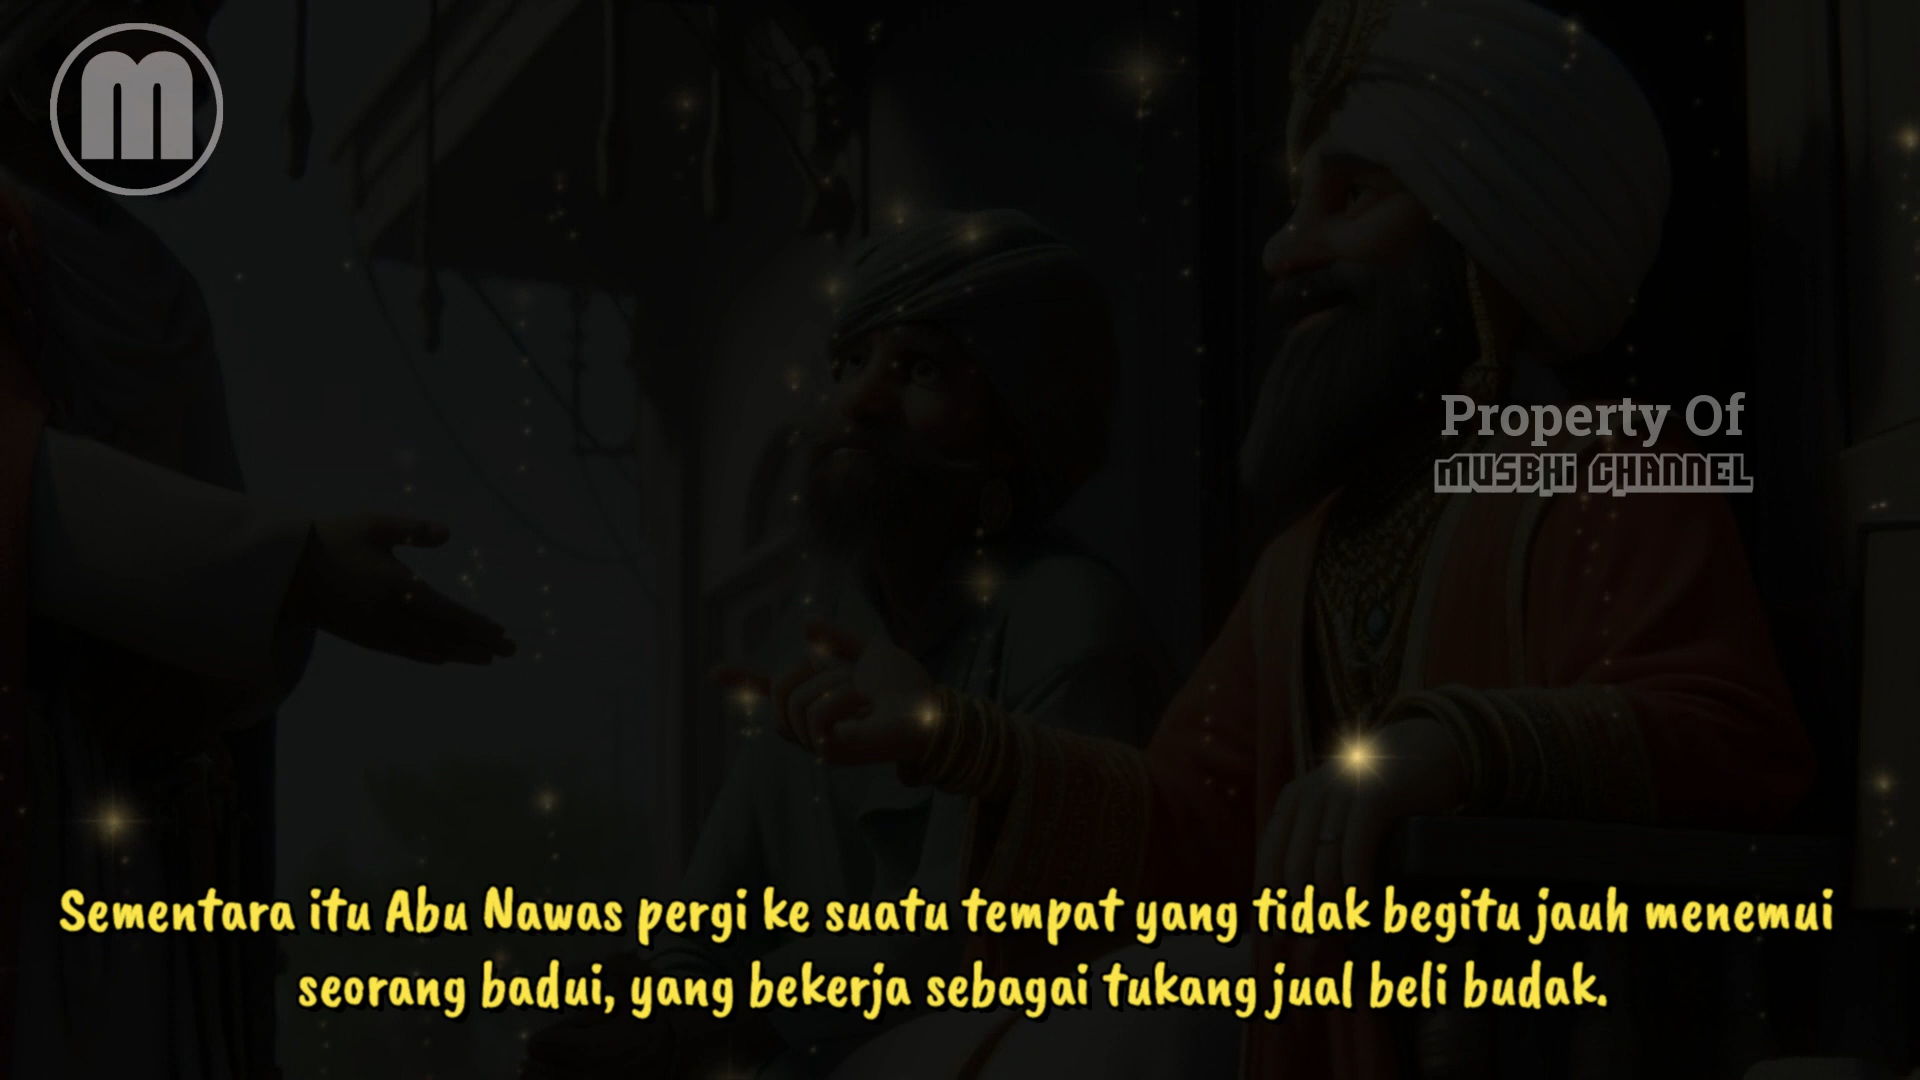 M
Property Of
MUSBHI CHANNEL
Sementara itu Abu Nawas pergi ke suatu tempat yang tidak begitu jauh menemui
seorang badui, yang bekerja sebagai tukang jual beli budak.